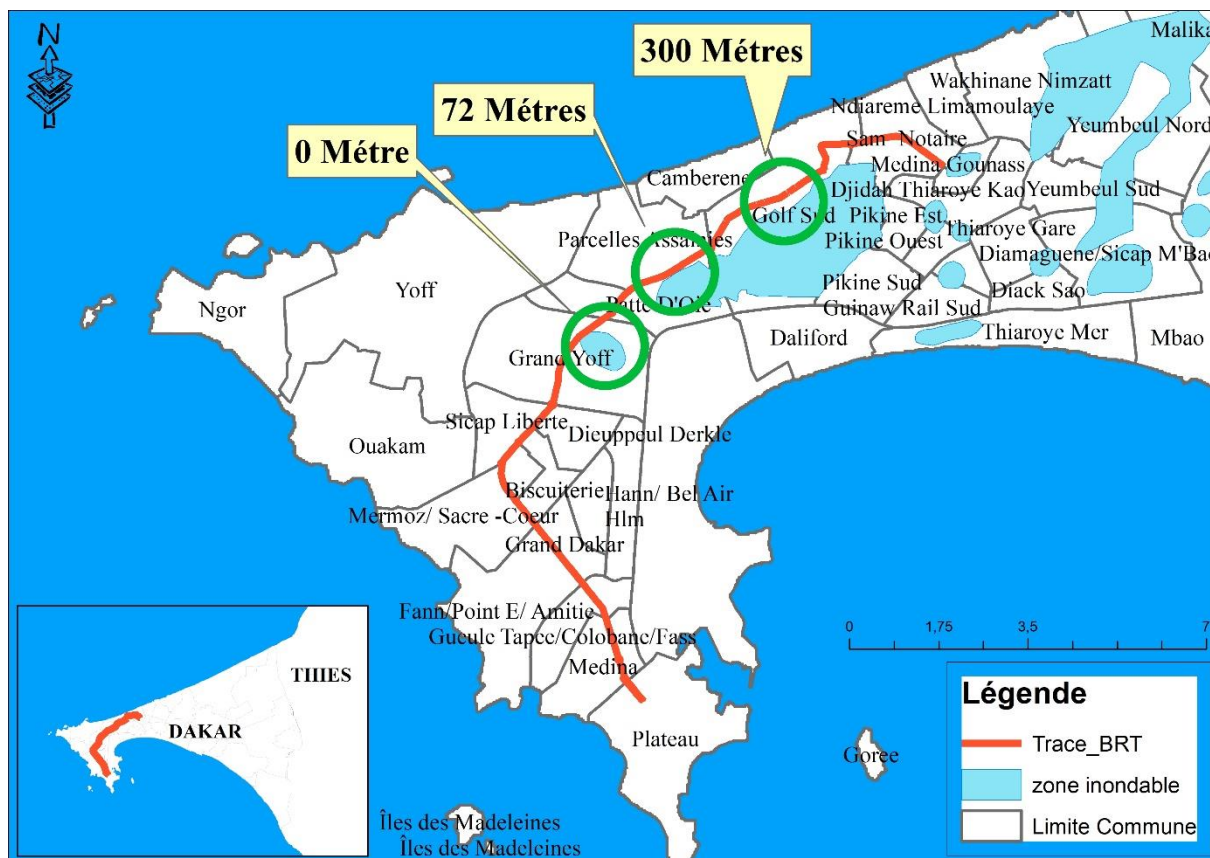 N
300 Métres
72 Métres
0 Métre
Malika
Wakhinane Nimzatt
Ndiareme Limamoulaye
Yeumbeul Nord
Sam Notaire
Medina Gounass
Camberene
Djidah Thiaroye Kao
Yeumbeul Sud
Golf Sud
Pikine Est
Thiaroye Gare
Parcelles Assainies
Pikine Ouest
Diamaguene/Sicap M'Bao
Yoff
Ngor
Pikine Sud
Diack Sao
Patte D'Oie
Guinaw Rail Sud
Daliford
Thiaroye Mer
Mbao
Grand Yoff
Sicap Liberte
Dieuppeul Derkle
Ouakam
Biscuiterie
Hann/ Bel Air
Mermoz/ Sacre -Coeur
Hlm
Grand Dakar
Fann/Point E/ Amitie
Gueule Tapee/Colobane/Fass
Medina
Plateau
Goree
Îles des Madeleines
Îles des Madeleines
THIES
DAKAR
0 1,75 3,5 7
Légende
Trace_BRT
zone inondable
Limite Commune